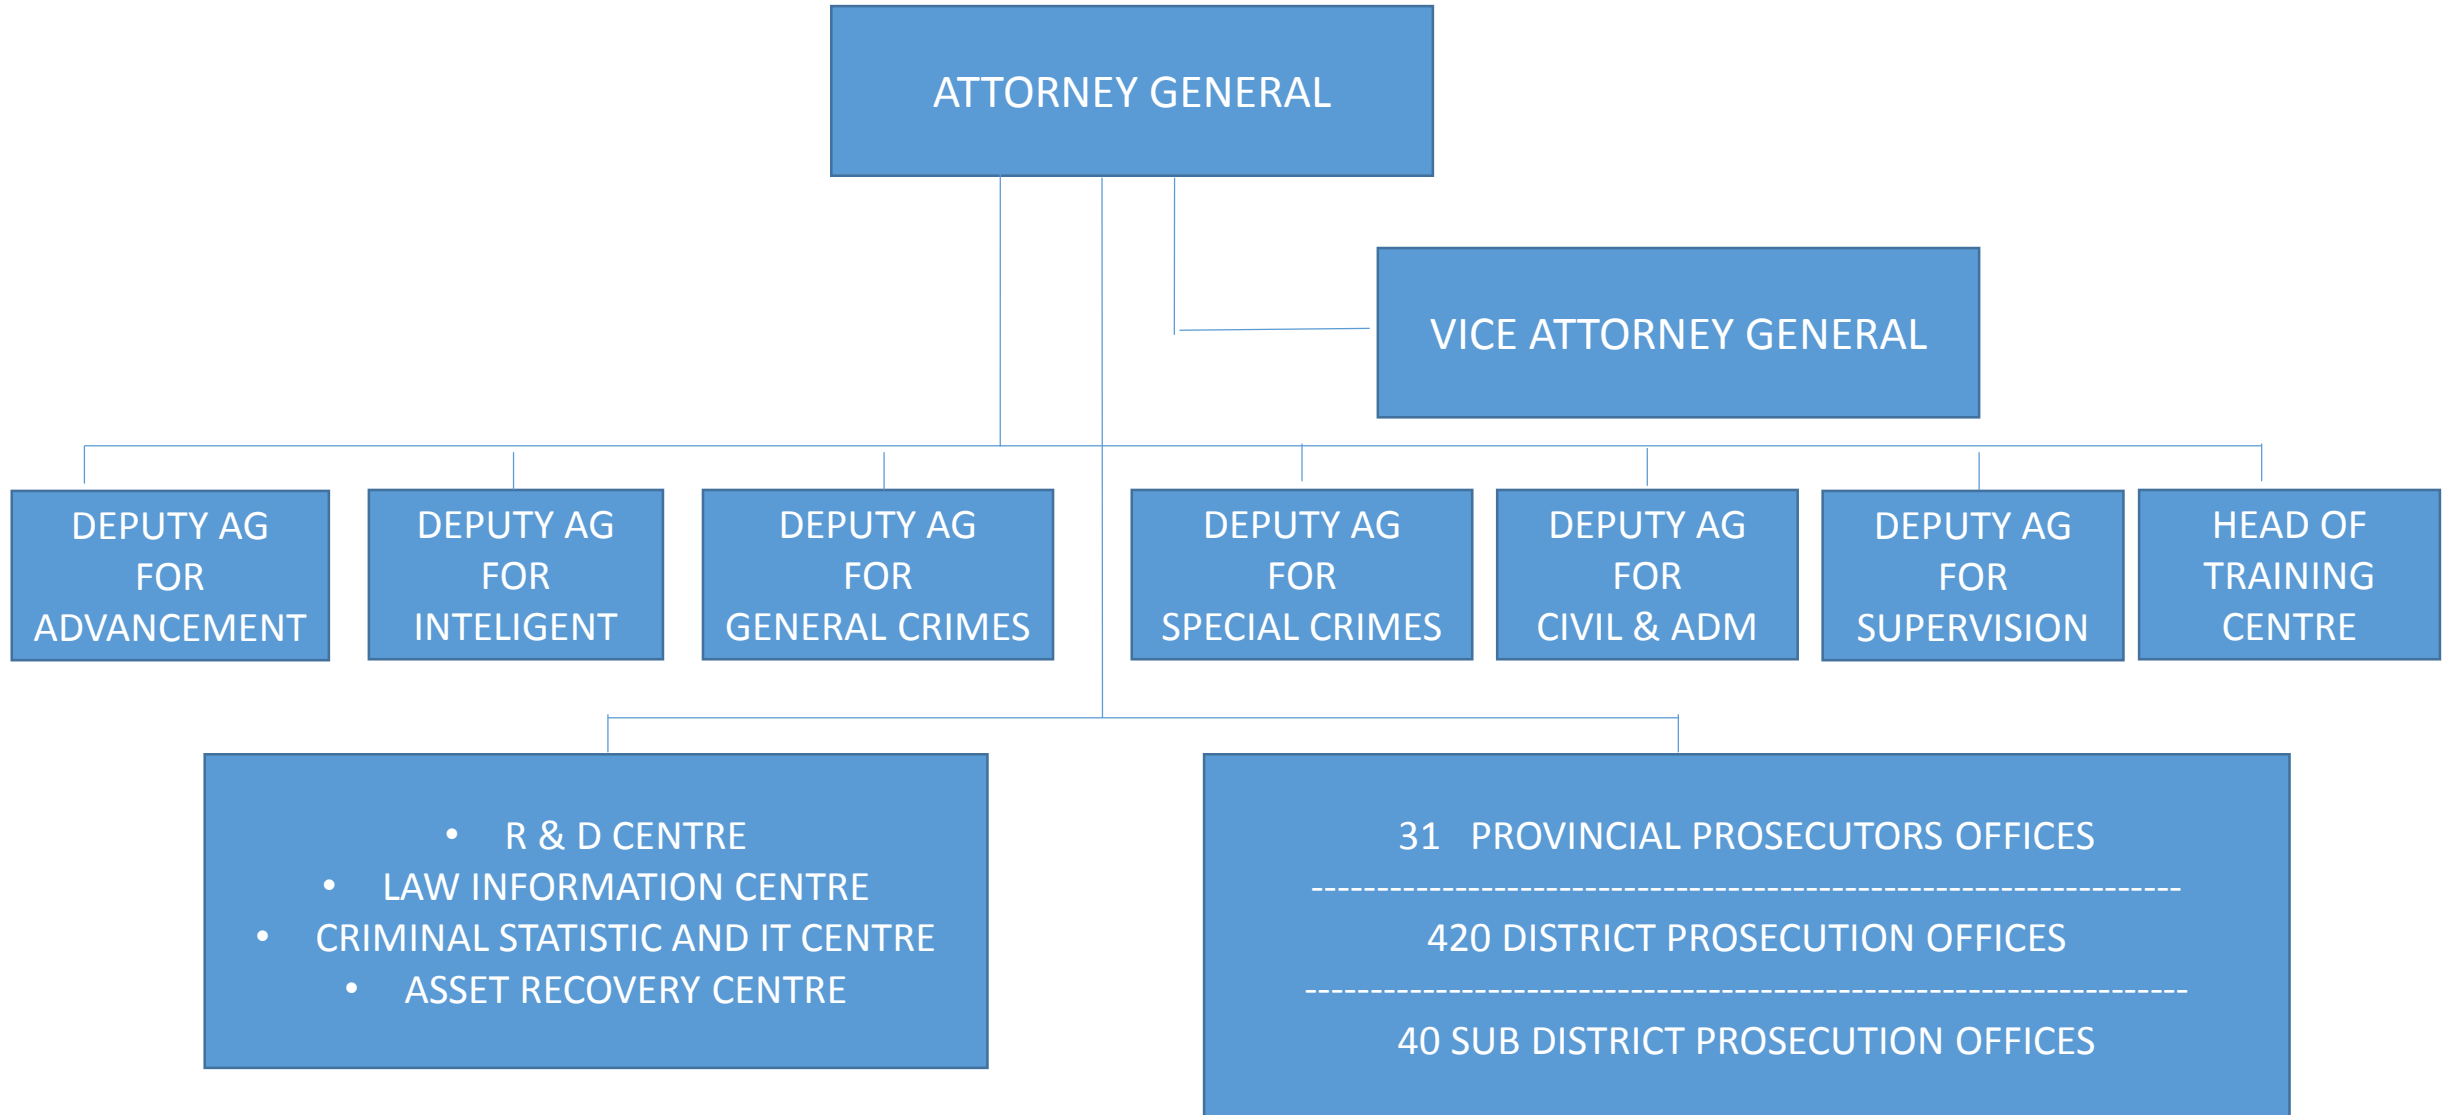 ATTORNEY GENERAL
VICE ATTORNEY GENERAL
DEPUTY AG
FOR
ADVANCEMENT
DEPUTY AG
FOR
INTELIGENT
DEPUTY AG
FOR
GENERAL CRIMES
DEPUTY AG
FOR
SPECIAL CRIMES
DEPUTY AG
FOR
CIVIL & ADM
DEPUTY AG
FOR
SUPERVISION
HEAD OF
TRAINING
CENTRE
• R & D CENTRE
• LAW INFORMATION CENTRE
• CRIMINAL STATISTIC AND IT CENTRE
• ASSET RECOVERY CENTRE
31 PROVINCIAL PROSECUTORS OFFICES
-----------------------------------------------------------------
420 DISTRICT PROSECUTION OFFICES
--------------------------------------------------------------------
40 SUB DISTRICT PROSECUTION OFFICES